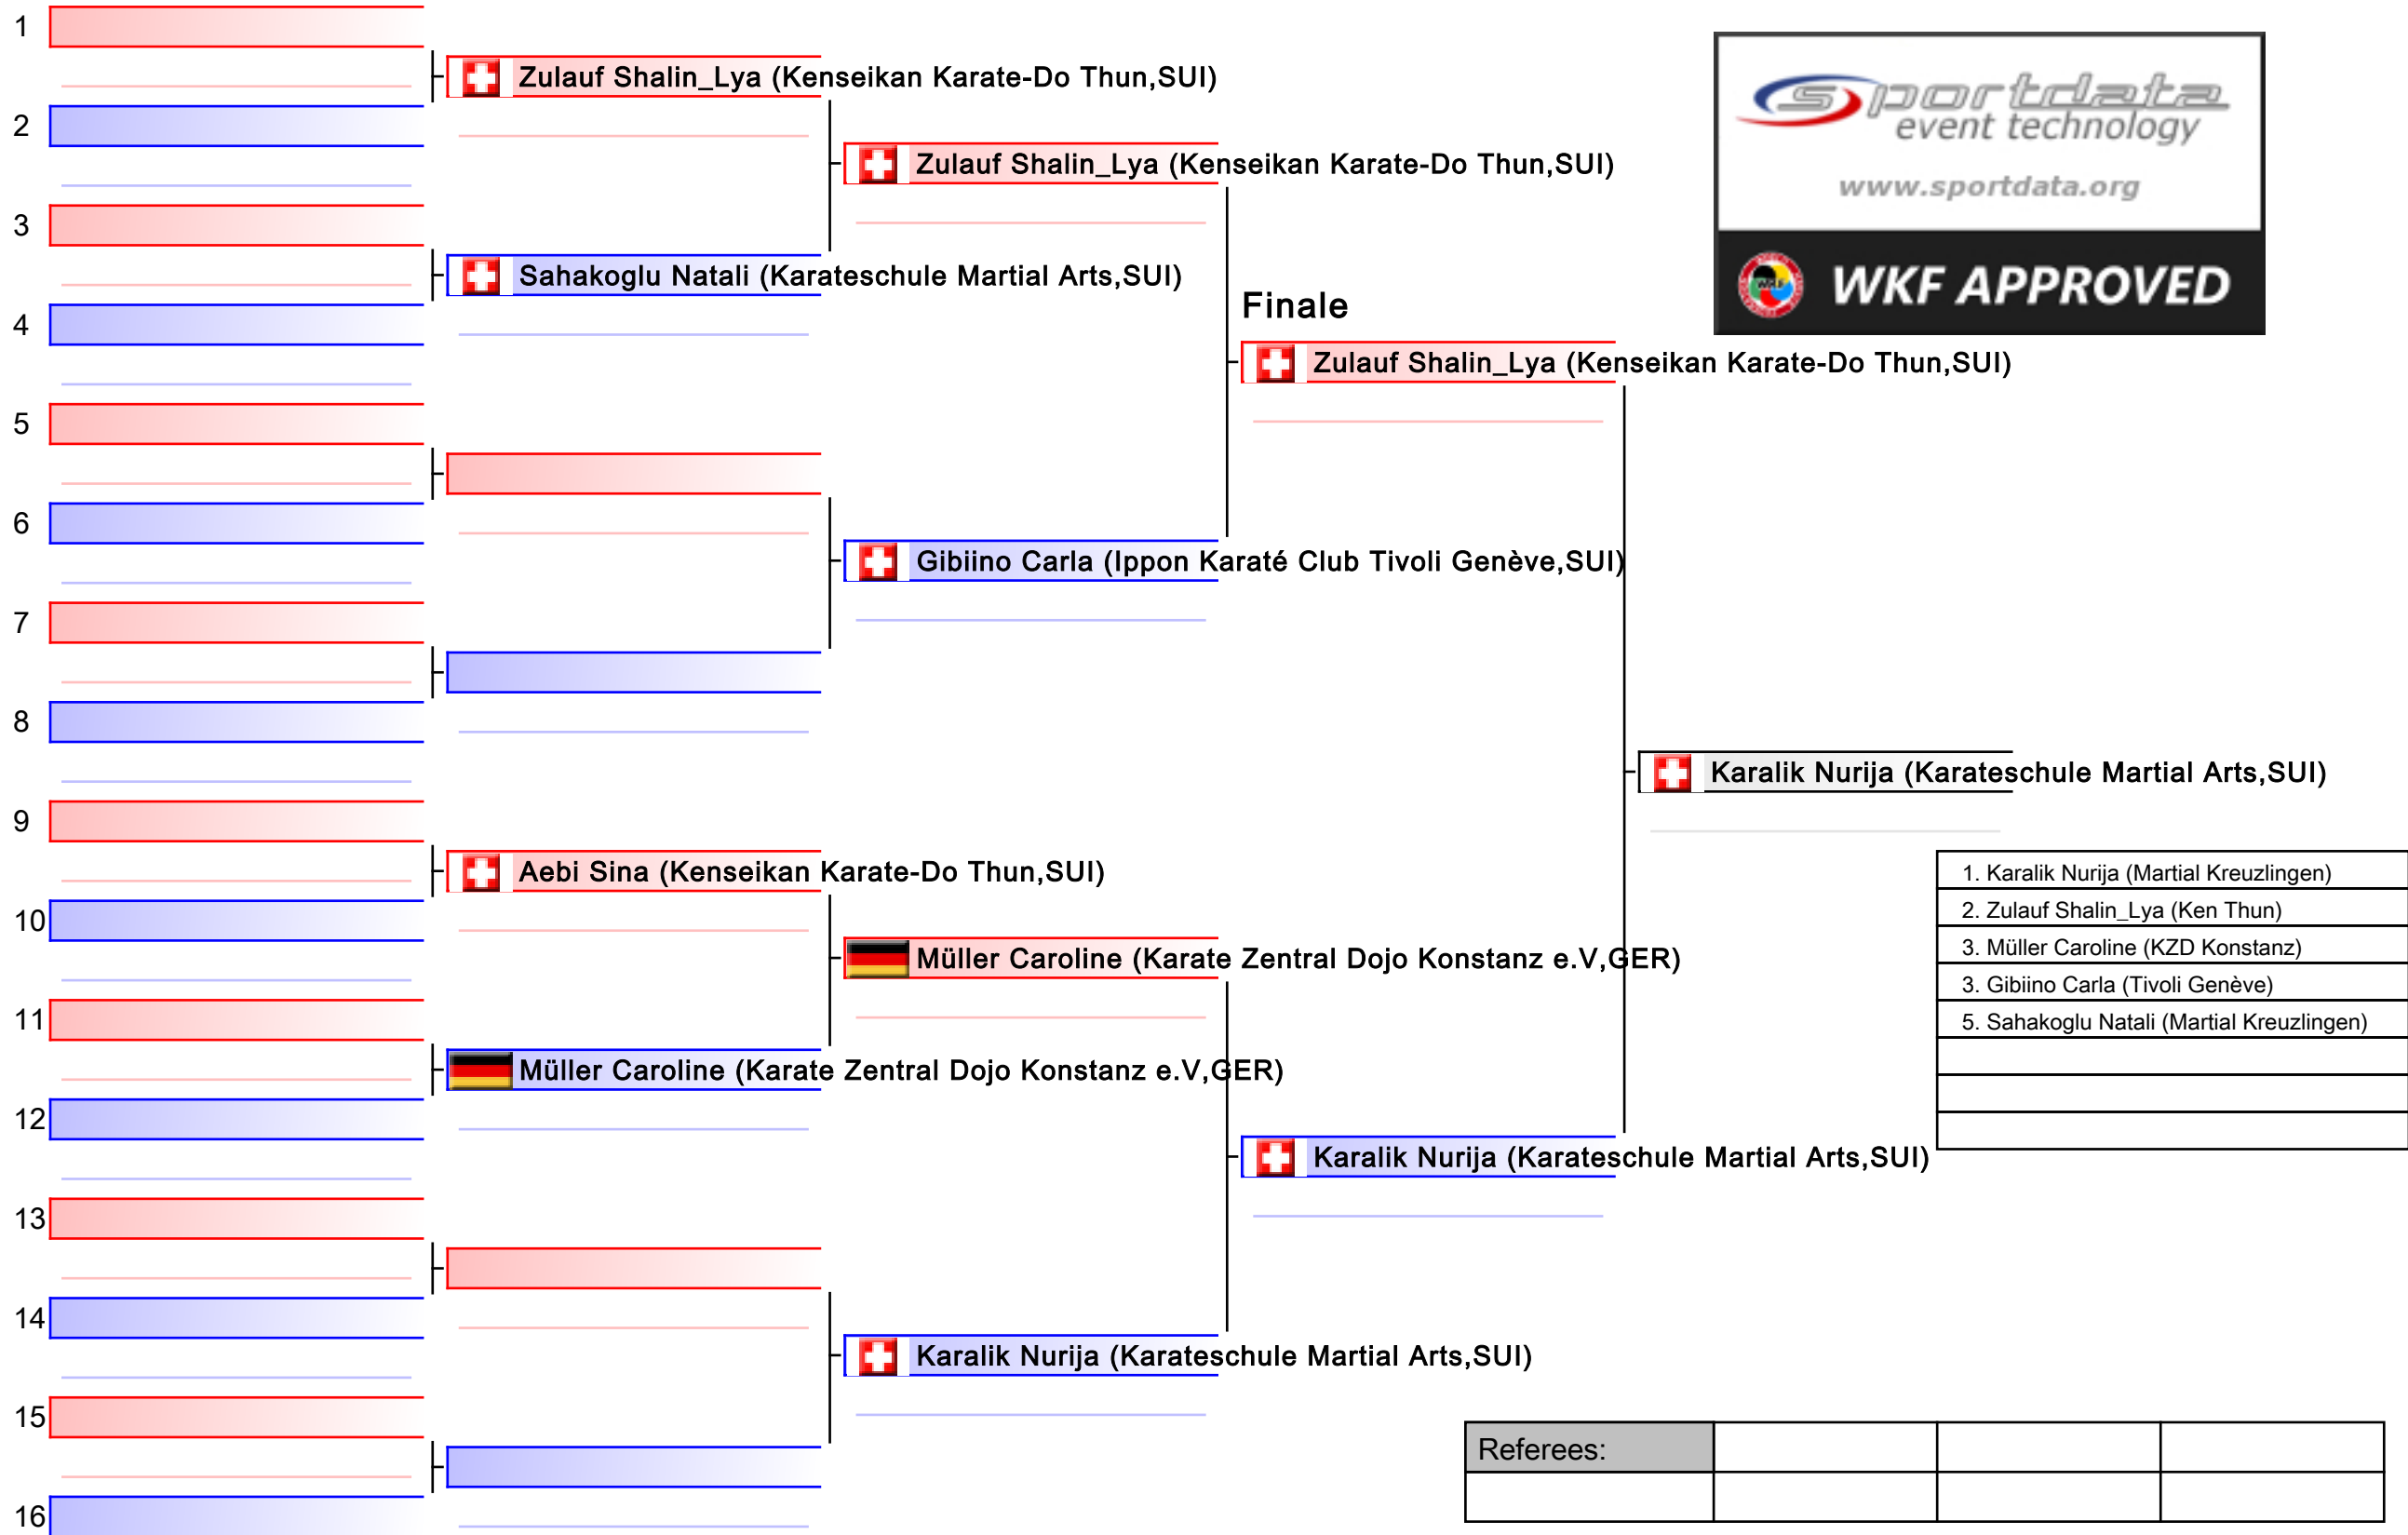 1
Zulauf Shalin_Lya (Kenseikan Karate-Do Thun,SUI)
2
Zulauf Shalin_Lya (Kenseikan Karate-Do Thun,SUI)
3
Sahakoglu Natali (Karateschule Martial Arts,SUI)
4
Finale
Zulauf Shalin_Lya (Kenseikan Karate-Do Thun,SUI)
5
6
Gibiino Carla (Ippon Karaté Club Tivoli Genève,SUI)
7
8
Karalik Nurija (Karateschule Martial Arts,SUI)
9
Aebi Sina (Kenseikan Karate-Do Thun,SUI)
10
Müller Caroline (Karate Zentral Dojo Konstanz e.V,GER)
11
Müller Caroline (Karate Zentral Dojo Konstanz e.V,GER)
12
Karalik Nurija (Karateschule Martial Arts,SUI)
13
14
Karalik Nurija (Karateschule Martial Arts,SUI)
15
16
sportdata
event technology
www.sportdata.org
WKF
WKF APPROVED
1. Karalik Nurija (Martial Kreuzlingen)
2. Zulauf Shalin_Lya (Ken Thun)
3. Müller Caroline (KZD Konstanz)
3. Gibiino Carla (Tivoli Genève)
5. Sahakoglu Natali (Martial Kreuzlingen)
Referees: